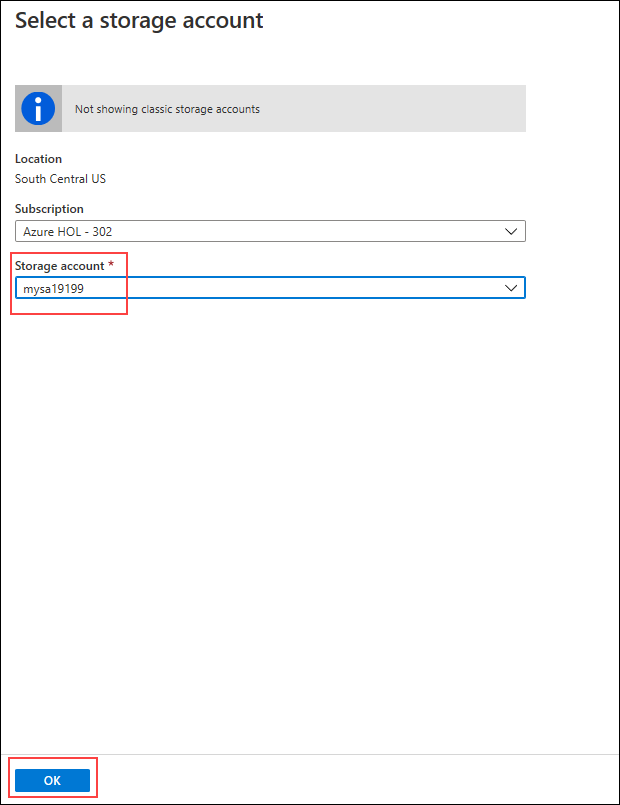 Select a storage account
Not showing classic storage accounts
Location
South Central US
Subscription
Azure HOL - 302
Storage account *
mysa19199
OK